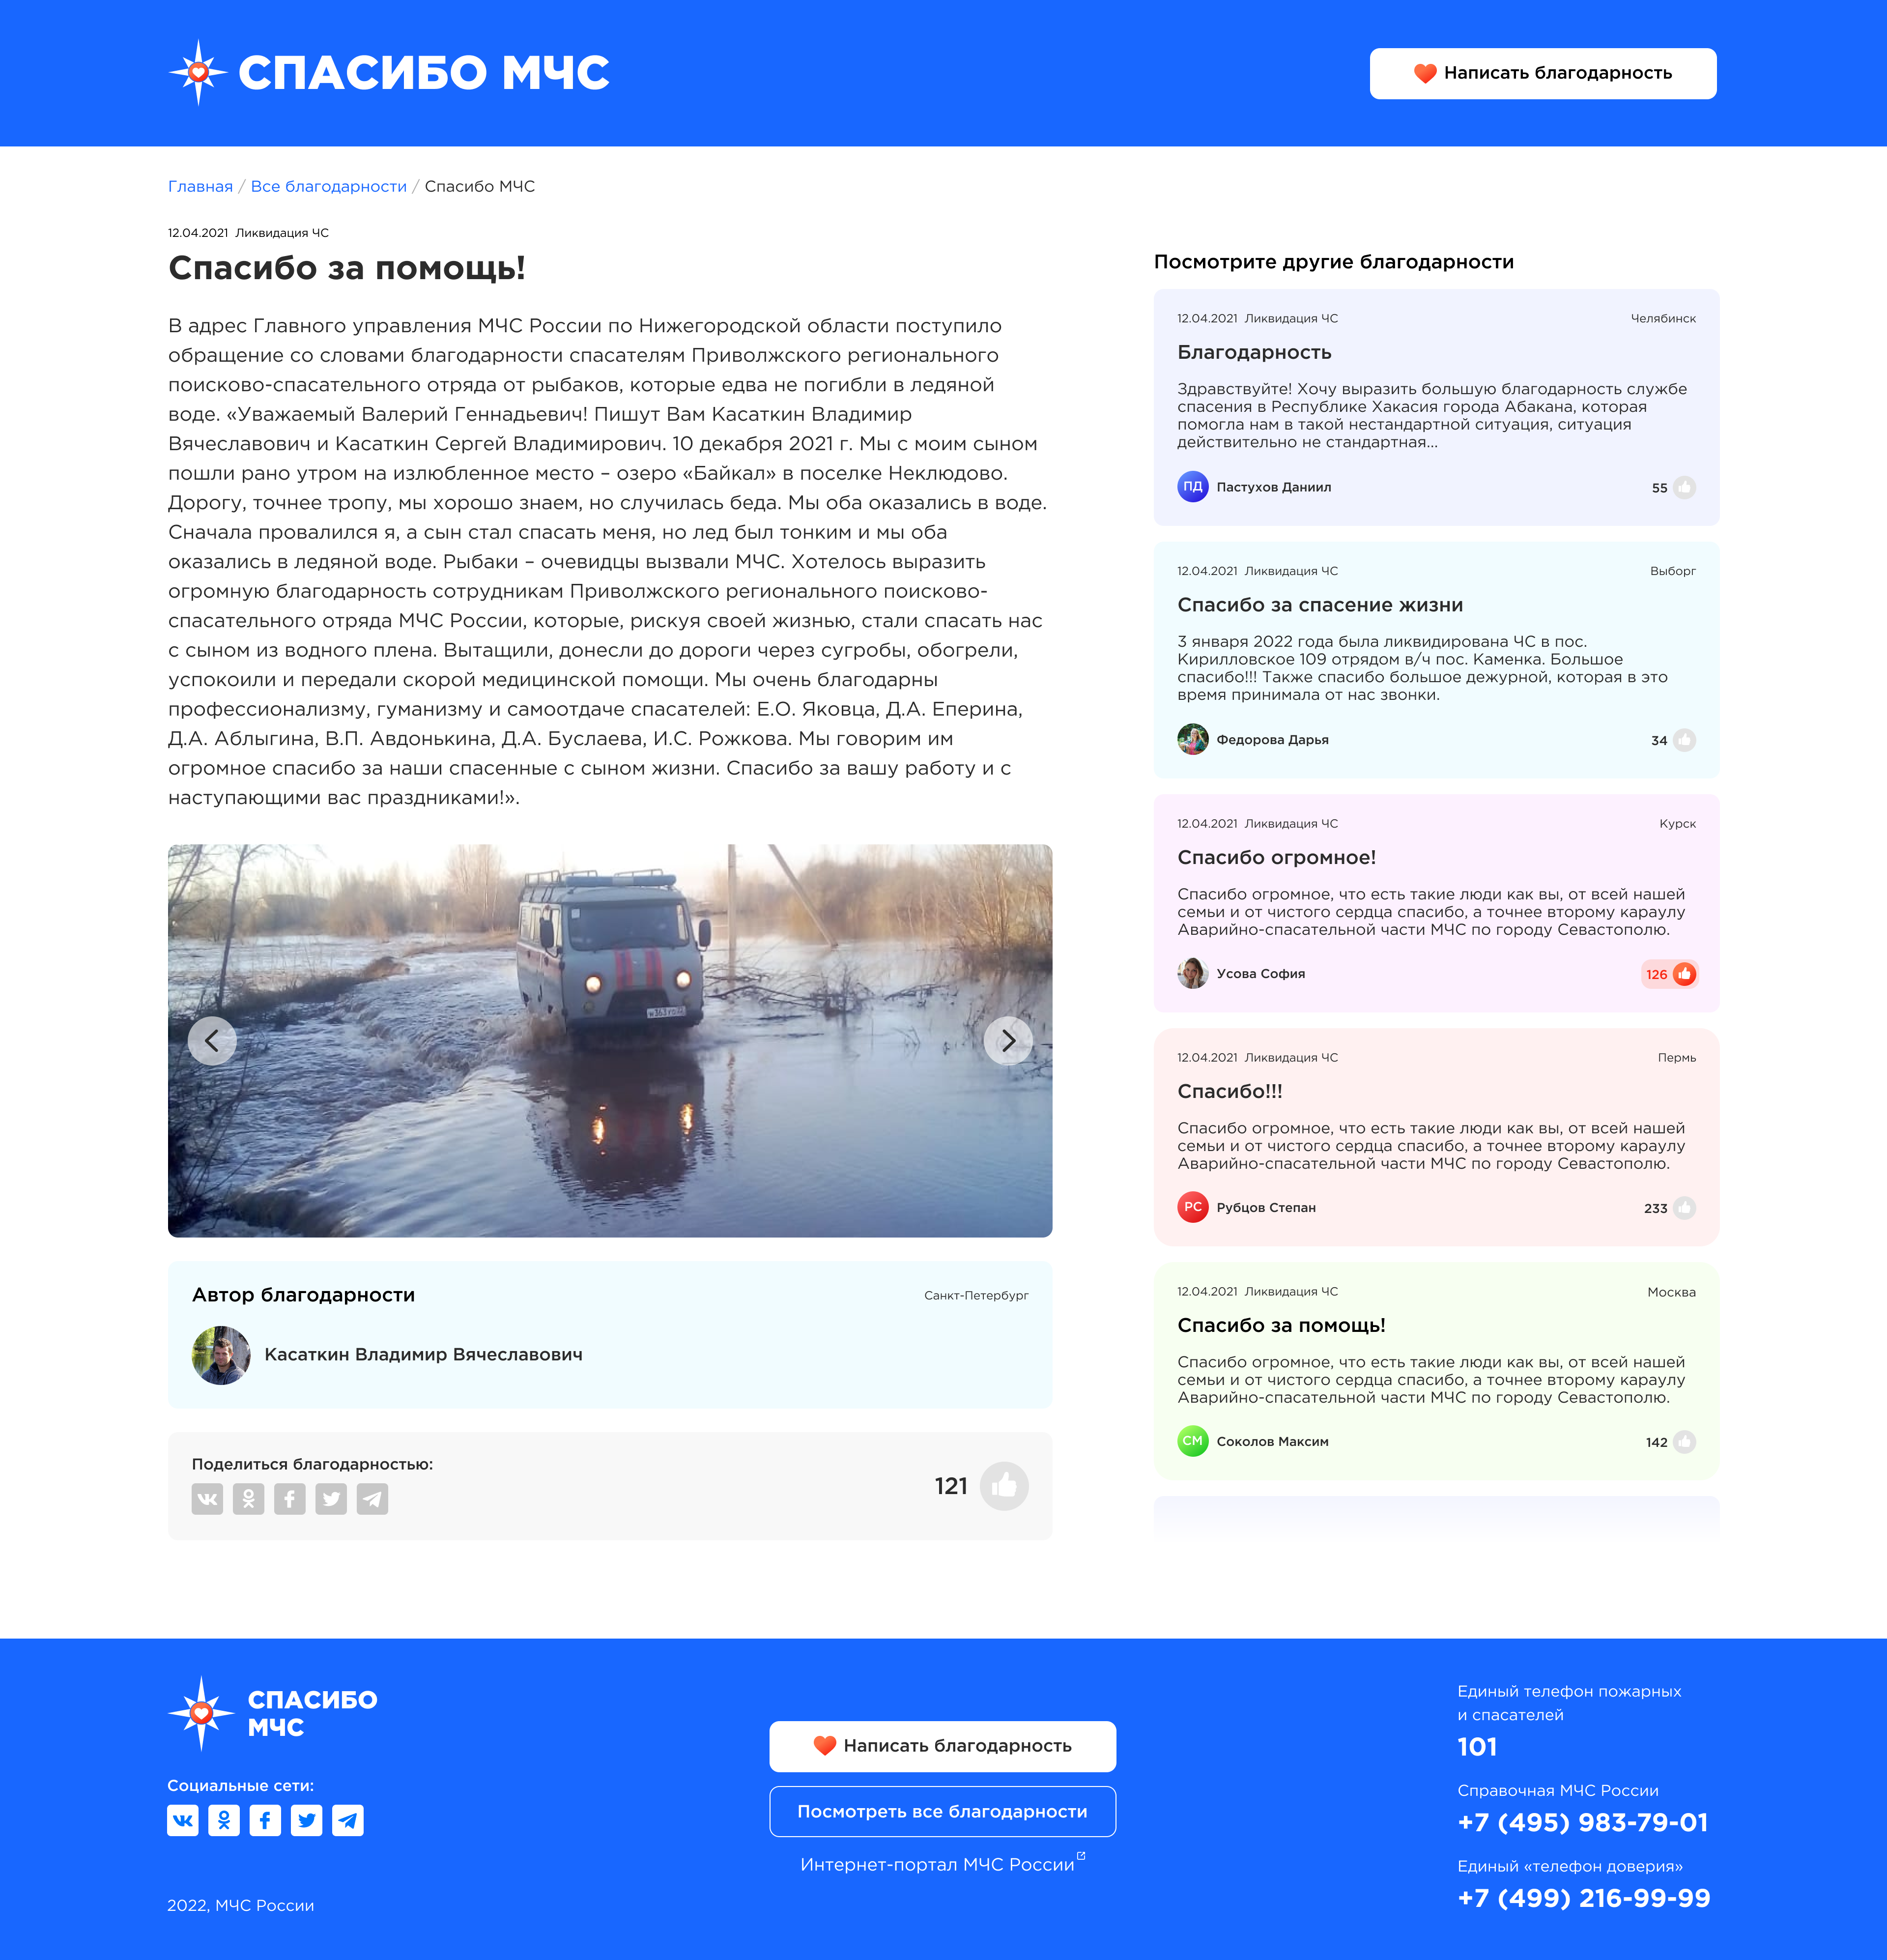 СПАСИБО МЧС
Написать благодарность
Главная / Все благодарности / Спасибо МЧС
12.04.2021 Ликвидация ЧС
Спасибо за помощь!
В адрес Главного управления МЧС России по Нижегородской области поступило
обращение со словами благодарности спасателям Приволжского регионального
поисково-спасательного отряда от рыбаков, которые едва не погибли в ледяной
воде. «Уважаемый Валерий Геннадьевич! Пишут Вам Касаткин Владимир
Вячеславович и Касаткин Сергей Владимирович. 10 декабря 2021 г. Мы с моим сыном
пошли рано утром на излюбленное место – озеро «Байкал» в поселке Неклюдово.
Дорогу, точнее тропу, мы хорошо знаем, но случилась беда. Мы оба оказались в воде.
Сначала провалился я, а сын стал спасать меня, но лед был тонким и мы оба
оказались в ледяной воде. Рыбаки – очевидцы вызвали МЧС. Хотелось выразить
огромную благодарность сотрудникам Приволжского регионального поисково-
спасательного отряда МЧС России, которые, рискуя своей жизнью, стали спасать нас
с сыном из водного плена. Вытащили, донесли до дороги через сугробы, обогрели,
успокоили и передали скорой медицинской помощи. Мы очень благодарны
профессионализму, гуманизму и самоотдаче спасателей: Е.О. Яковца, Д.А. Еперина,
Д.А. Аблыгина, В.П. Авдонькина, Д.А. Буслаева, И.С. Рожкова. Мы говорим им
огромное спасибо за наши спасенные с сыном жизни. Спасибо за вашу работу и с
наступающими вас праздниками!».
Автор благодарности
Санкт-Петербург
Касаткин Владимир Вячеславович
Поделиться благодарностью:
121
Посмотрите другие благодарности
12.04.2021 Ликвидация ЧС
Челябинск
Благодарность
Здравствуйте! Хочу выразить большую благодарность службе
спасения в Республике Хакасия города Абакана, которая
помогла нам в такой нестандартной ситуация, ситуация
действительно не стандартная...
ПД
Пастухов Даниил
55
12.04.2021 Ликвидация ЧС
Выборг
Спасибо за спасение жизни
3 января 2022 года была ликвидирована ЧС в пос.
Кирилловское 109 отрядом в/ч пос. Каменка. Большое
спасибо!!! Также спасибо большое дежурной, которая в это
время принимала от нас звонки.
Федорова Дарья
34
12.04.2021 Ликвидация ЧС
Курск
Спасибо огромное!
Спасибо огромное, что есть такие люди как вы, от всей нашей
семьи и от чистого сердца спасибо, а точнее второму караулу
Аварийно-спасательной части МЧС по городу Севастополю.
Усова София
126
12.04.2021 Ликвидация ЧС
Пермь
Спасибо!!!
Спасибо огромное, что есть такие люди как вы, от всей нашей
семьи и от чистого сердца спасибо, а точнее второму караулу
Аварийно-спасательной части МЧС по городу Севастополю.
РС
Рубцов Степан
233
12.04.2021 Ликвидация ЧС
Москва
Спасибо за помощь!
Спасибо огромное, что есть такие люди как вы, от всей нашей
семьи и от чистого сердца спасибо, а точнее второму караулу
Аварийно-спасательной части МЧС по городу Севастополю.
СМ
Соколов Максим
142
СПАСИБО
МЧС
Социальные сети:
2022, МЧС России
Написать благодарность
Посмотреть все благодарности
Интернет-портал МЧС России
Единый телефон пожарных
и спасателей
101
Справочная МЧС России
+7 (495) 983-79-01
Единый «телефон доверия»
+7 (499) 216-99-99